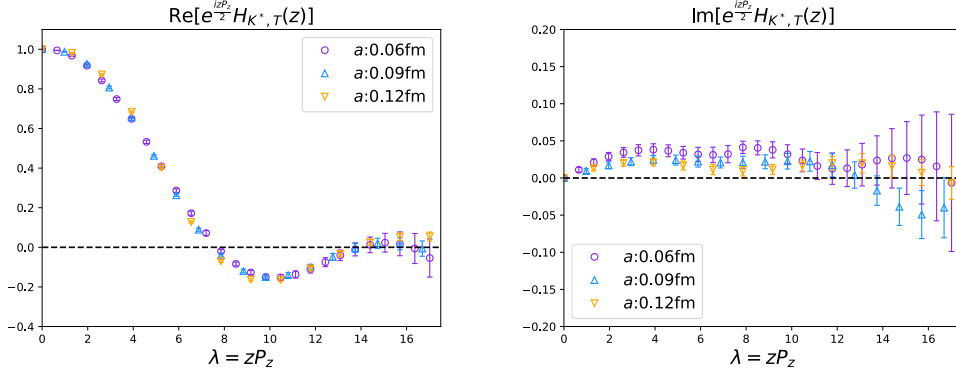 Re[e^{\frac{izP_z}{2}}H_{K^*,T}(z)]
a:0.06fm
a:0.09fm
a:0.12fm
1.0
0.8
0.6
0.4
0.2
0.0
−0.2
−0.4
0 2 4 6 8 10 12 14 16
λ = zP_z
Im[e^{\frac{izP_z}{2}}H_{K^*,T}(z)]
0.20
0.15
0.10
0.05
0.00
−0.05
−0.10
−0.15
−0.20
a:0.06fm
a:0.09fm
a:0.12fm
0 2 4 6 8 10 12 14 16
λ = zP_z